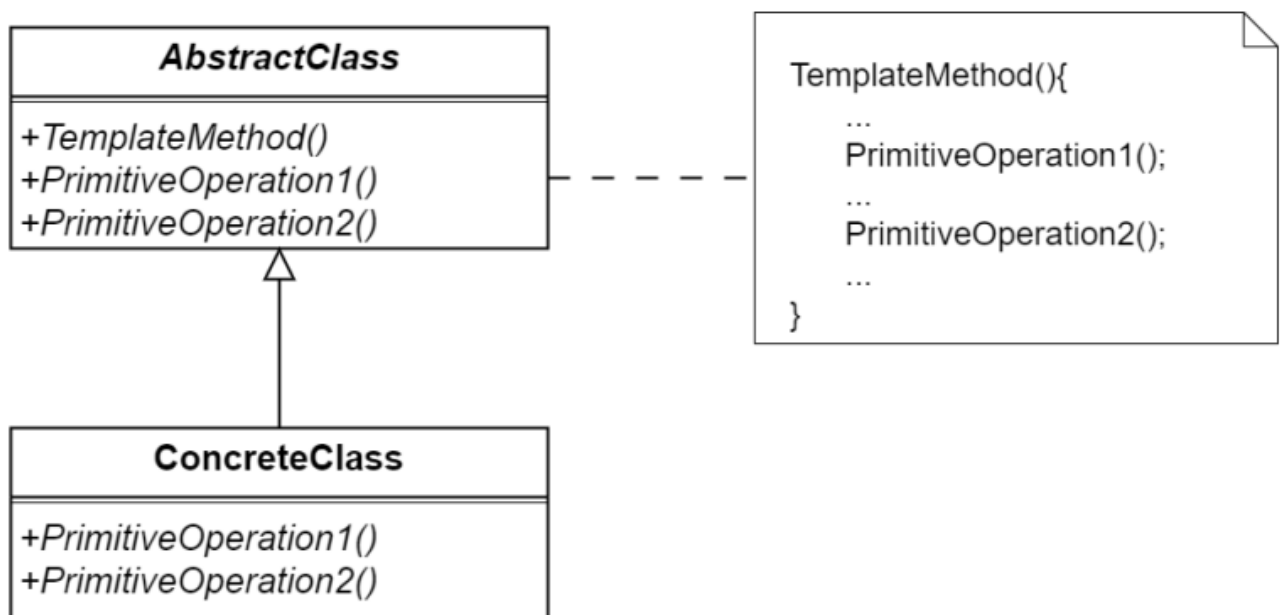 AbstractClass
+TemplateMethod()
+PrimitiveOperation1()
+PrimitiveOperation2()
TemplateMethod(){
...
PrimitiveOperation1();
...
PrimitiveOperation2();
...
}
ConcreteClass
+PrimitiveOperation1()
+PrimitiveOperation2()